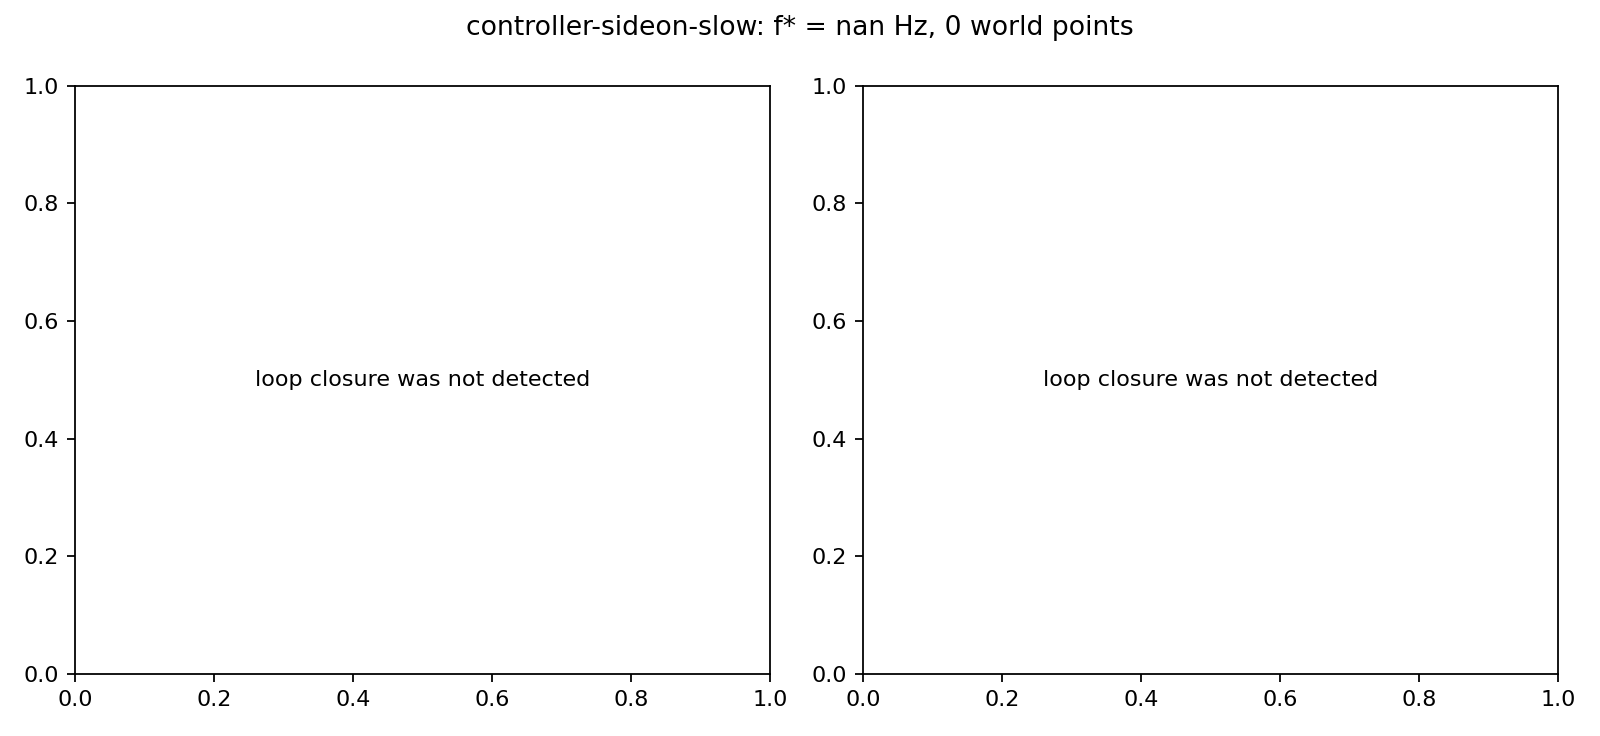 controller-sideon-slow: f* = nan Hz, 0 world points
1.0
0.8
0.6
0.4
0.2
0.0
loop closure was not detected
0.0 0.2 0.4 0.6 0.8 1.0
1.0
0.8
0.6
0.4
0.2
0.0
loop closure was not detected
0.0 0.2 0.4 0.6 0.8 1.0